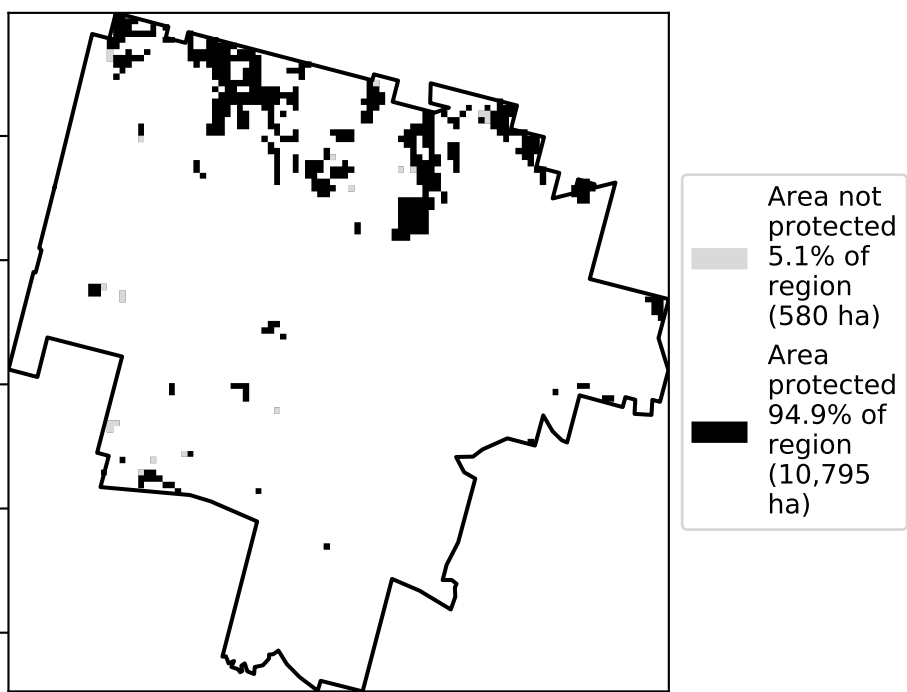 Area not
protected
5.1% of
region
(580 ha)
Area
protected
94.9% of
region
(10,795
ha)